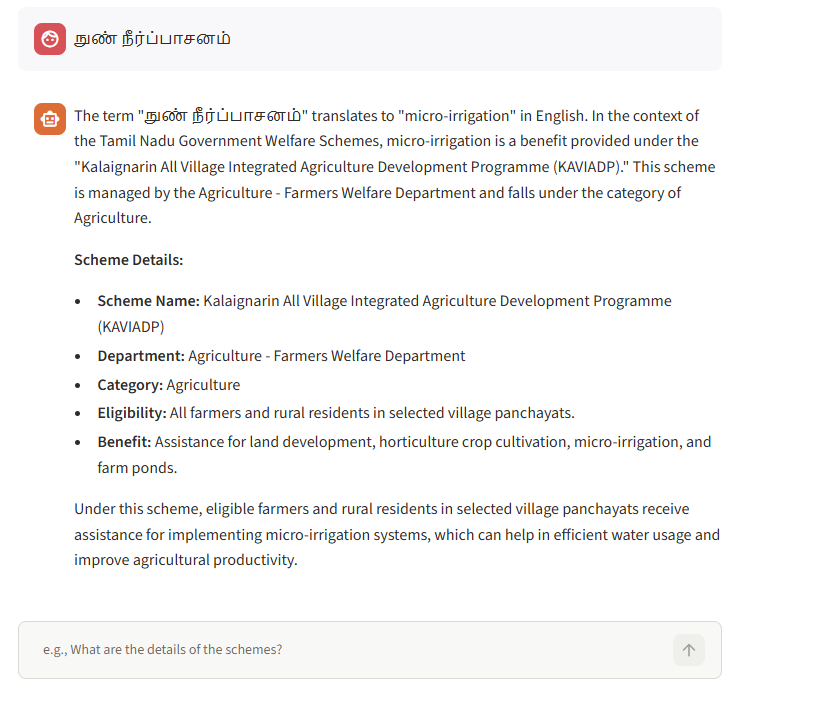 நுண் நீர்ப்பாசனம்
The term "நுண் நீர்ப்பாசனம்" translates to "micro-irrigation" in English. In the context of
the Tamil Nadu Government Welfare Schemes, micro-irrigation is a benefit provided under the
"Kalaignarin All Village Integrated Agriculture Development Programme (KAVIADP)." This scheme
is managed by the Agriculture - Farmers Welfare Department and falls under the category of
Agriculture.
Scheme Details:
• Scheme Name: Kalaignarin All Village Integrated Agriculture Development Programme
(KAVIADP)
• Department: Agriculture - Farmers Welfare Department
• Category: Agriculture
• Eligibility: All farmers and rural residents in selected village panchayats.
• Benefit: Assistance for land development, horticulture crop cultivation, micro-irrigation, and
farm ponds.
Under this scheme, eligible farmers and rural residents in selected village panchayats receive
assistance for implementing micro-irrigation systems, which can help in efficient water usage and
improve agricultural productivity.
e.g., What are the details of the schemes?